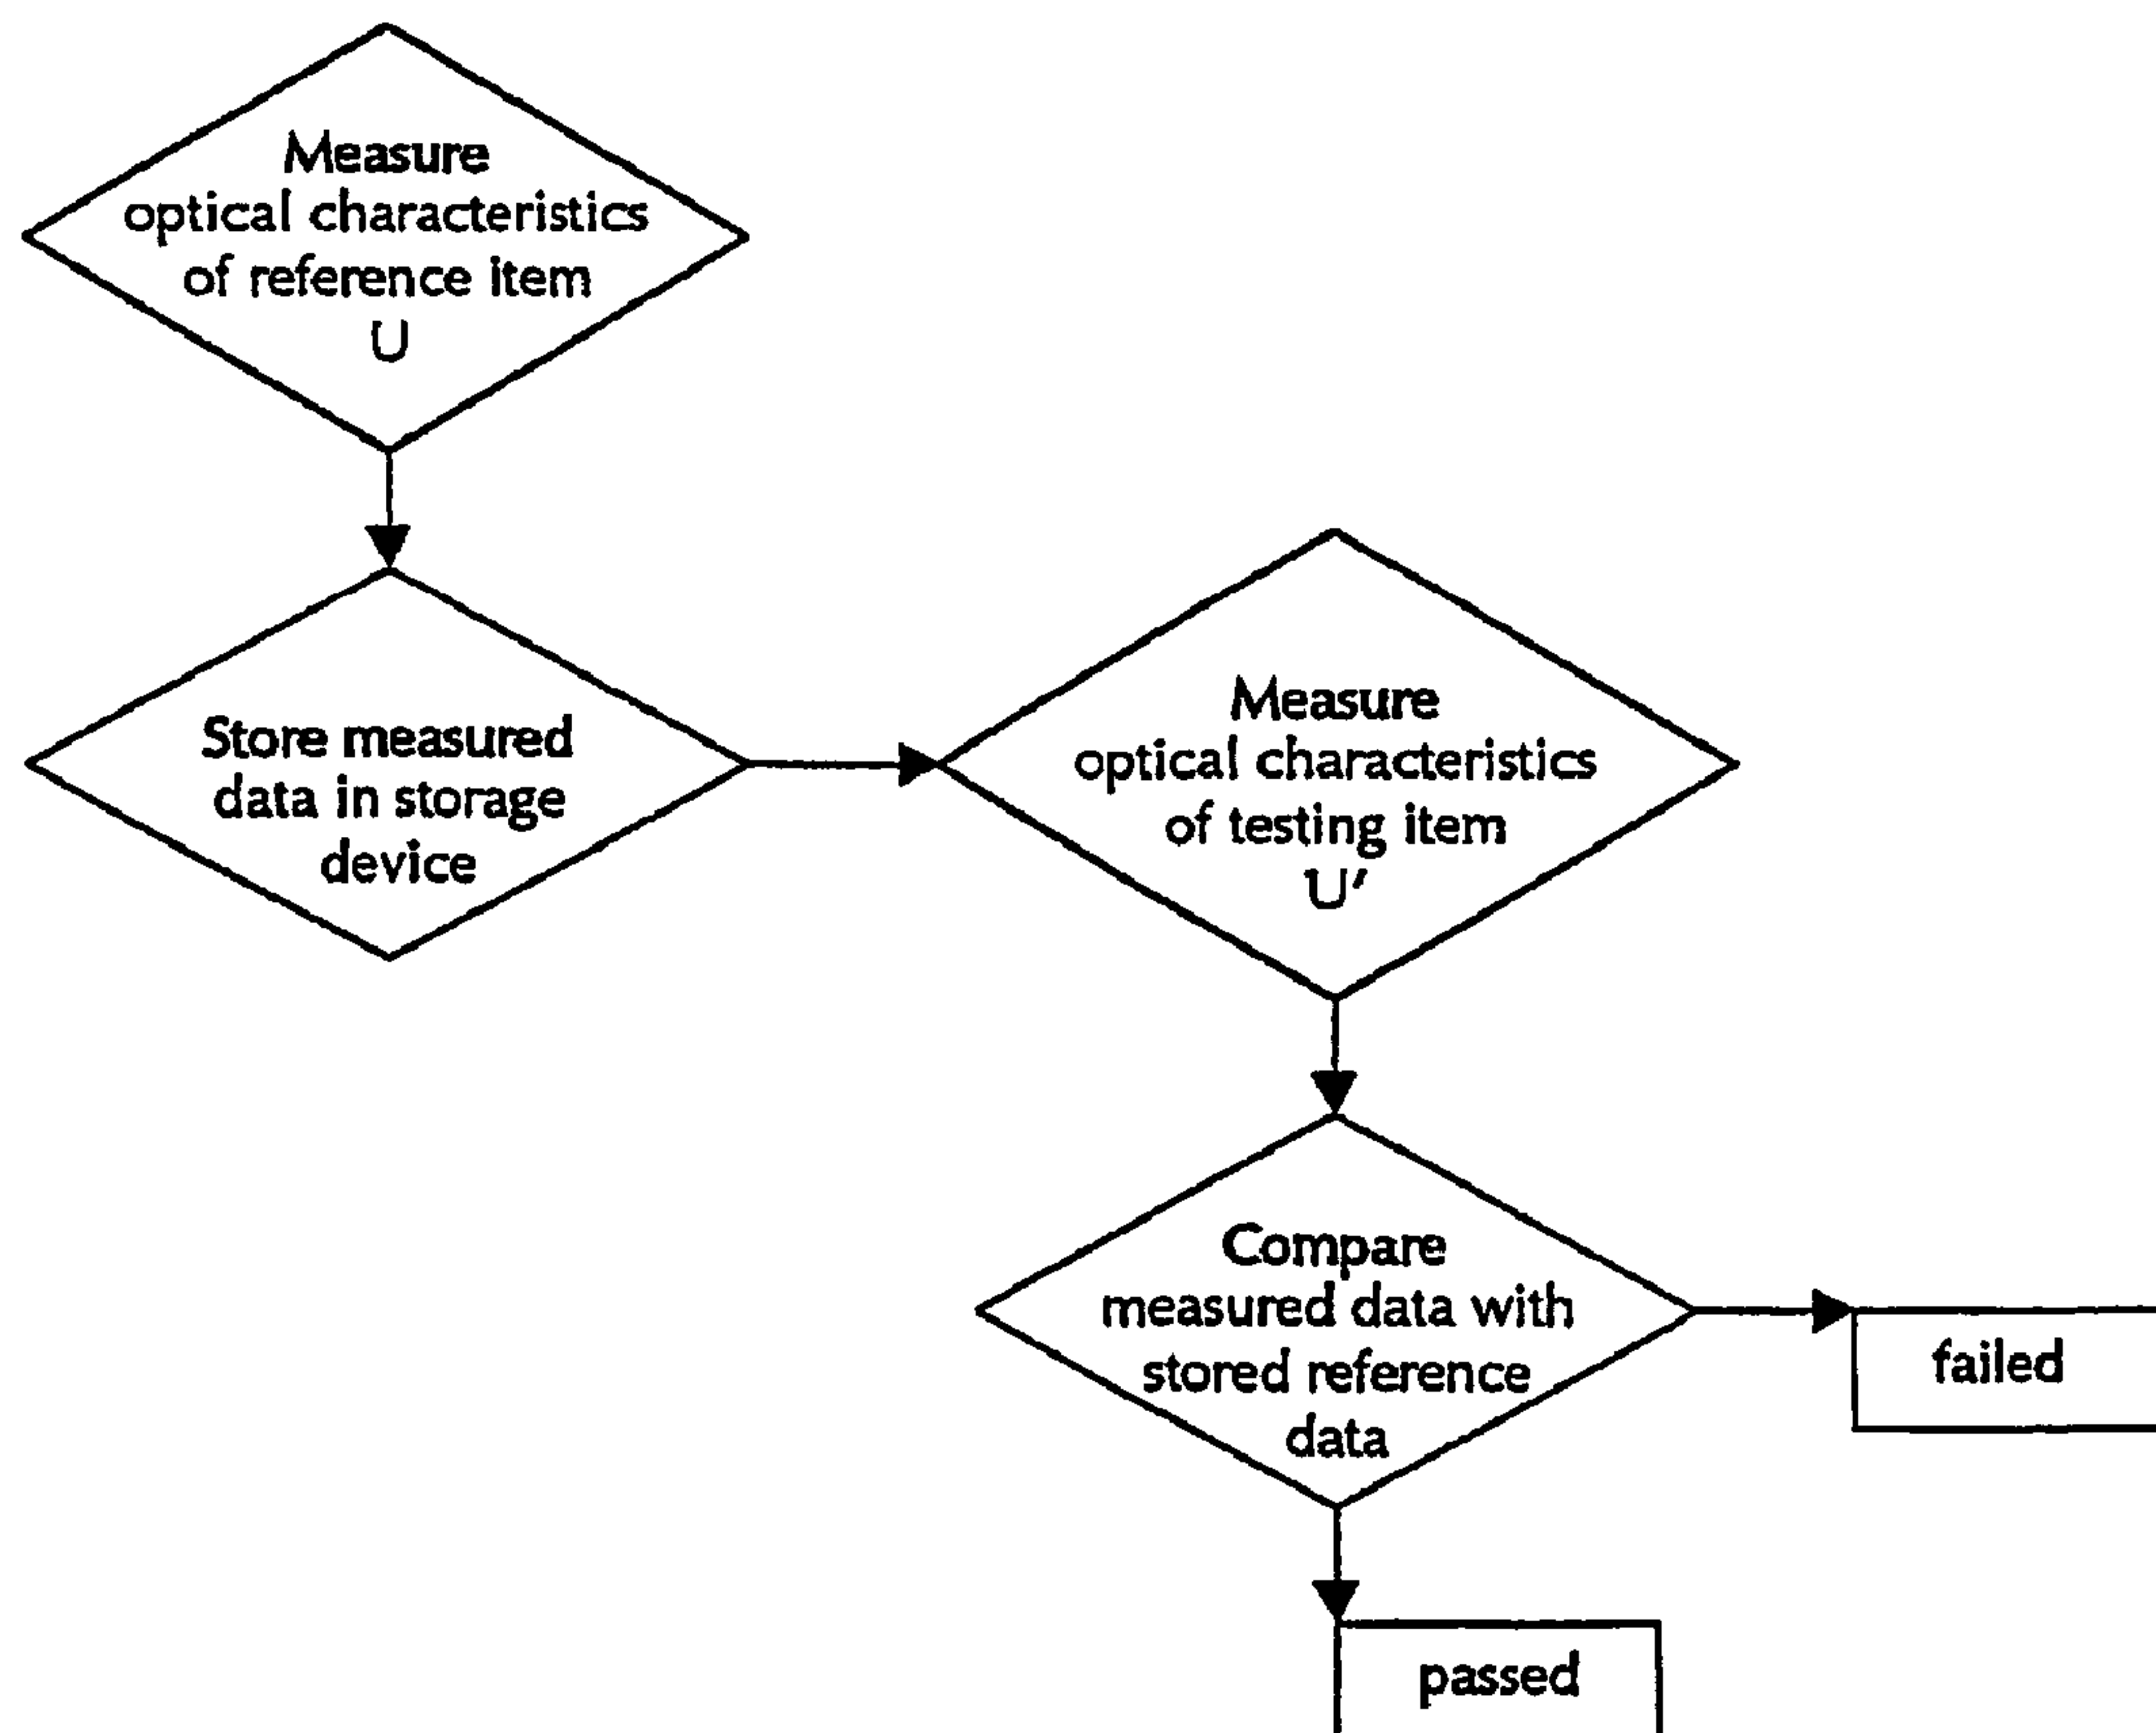 Measure
optical characteristics
of reference item
U
Store measured
data in storage
device
Measure
optical characteristics
of testing item
U'
Compare
measured data with
stored reference
data
failed
passed